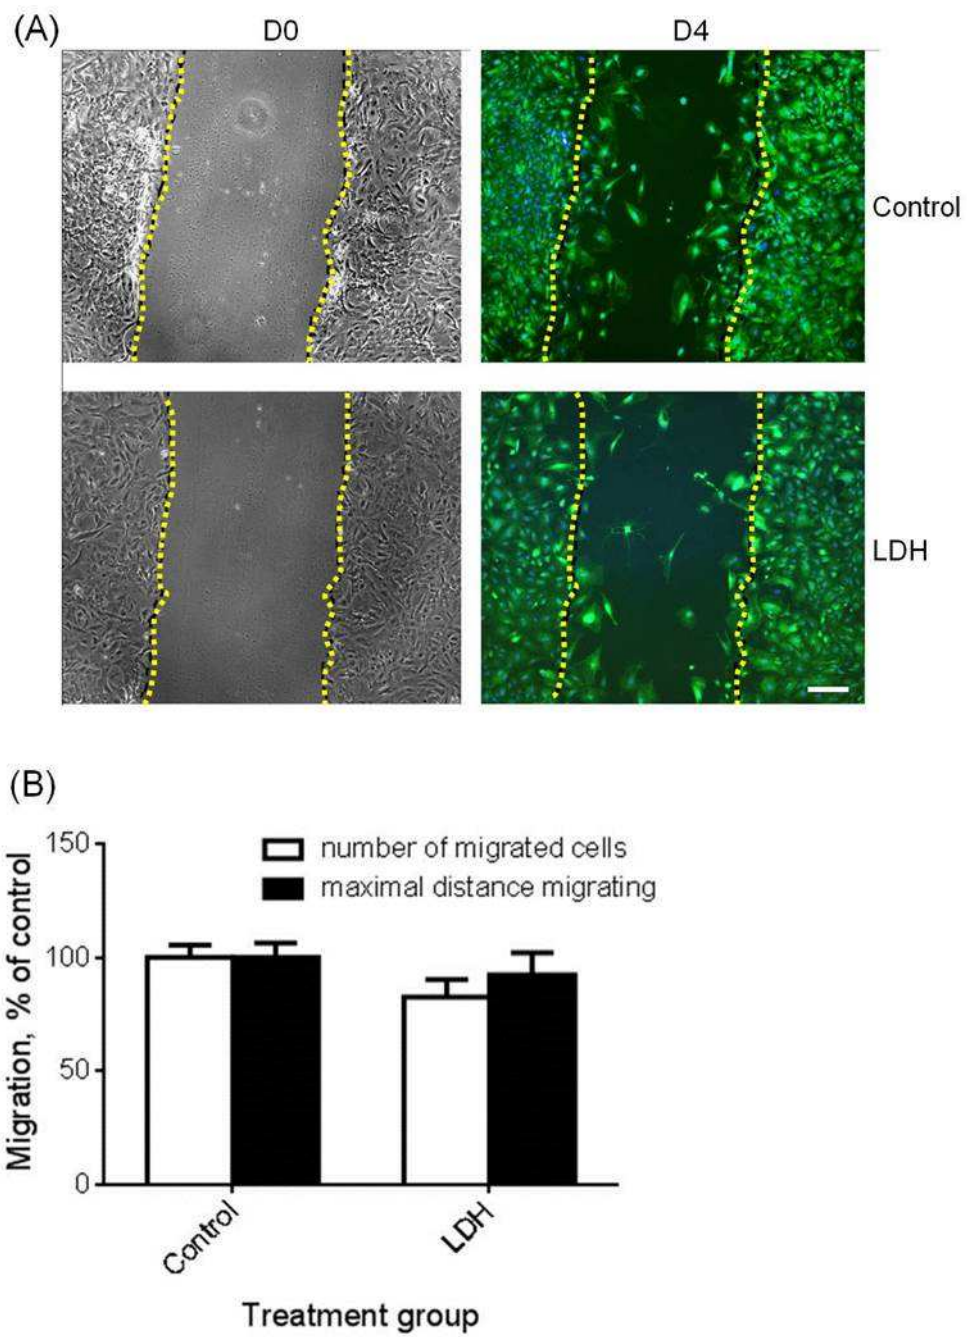 (A)
D0
D4
Control
LDH
(B)
150
100
50
0
Migration, % of control
number of migrated cells
maximal distance migrating
Control
LDH
Treatment group